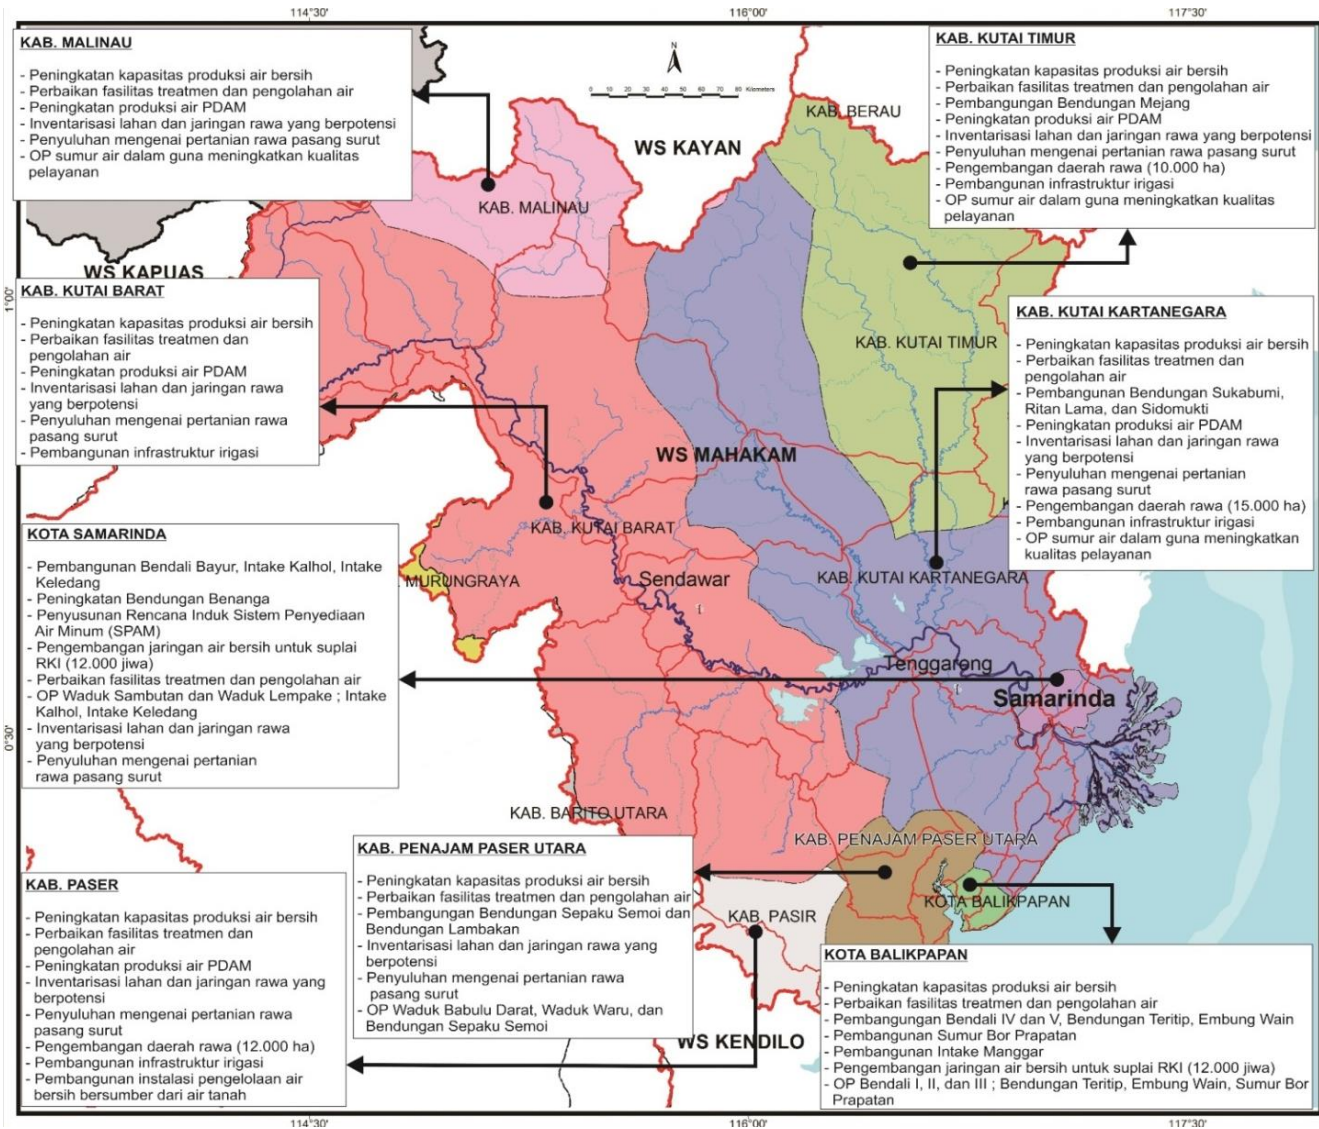 114°30'
116°00'
117°30'
KAB. MALINAU
- Peningkatan kapasitas produksi air bersih
- Perbaikan fasilitas treatmen dan pengolahan air
- Peningkatan produksi air PDAM
- Inventarisasi lahan dan jaringan rawa yang berpotensi
- Penyuluhan mengenai pertanian rawa pasang surut
- OP sumur air dalam guna meningkatkan kualitas
pelayanan
N
0 10 20 30 40 50 60 70 80 Kilometers
KAB. KUTAI TIMUR
- Peningkatan kapasitas produksi air bersih
- Perbaikan fasilitas treatmen dan pengolahan air
- Pembangungan Bendungan Mejang
- Peningkatan produksi air PDAM
- Inventarisasi lahan dan jaringan rawa yang berpotensi
- Penyuluhan mengenai pertanian rawa pasang surut
- Pengembangan daerah rawa (10.000 ha)
- Pembangunan infrastruktur irigasi
- OP sumur air dalam guna meningkatkan kualitas
pelayanan
KAB. BERAU
WS KAYAN
KAB. MALINAU
WS KAPUAS
1°00'
KAB. KUTAI BARAT
- Peningkatan kapasitas produksi air bersih
- Perbaikan fasilitas treatmen dan
pengolahan air
- Peningkatan produksi air PDAM
- Inventarisasi lahan dan jaringan rawa
yang berpotensi
- Penyuluhan mengenai pertanian rawa
pasang surut
- Pembangunan infrastruktur irigasi
KAB. KUTAI TIMUR
KAB. KUTAI KARTANEGARA
- Peningkatan kapasitas produksi air bersih
- Perbaikan fasilitas treatmen dan
pengolahan air
- Pembangunan Bendungan Sukabumi,
Ritan Lama, dan Sidomukti
- Peningkatan produksi air PDAM
- Inventarisasi lahan dan jaringan rawa
yang berpotensi
- Penyuluhan mengenai pertanian
rawa pasang surut
- Pengembangan daerah rawa (15.000 ha)
- Pembangunan infrastruktur irigasi
- OP sumur air dalam guna meningkatkan
kualitas pelayanan
WS MAHAKAM
KAB. KUTAI BARAT
KOTA SAMARINDA
- Pembangunan Bendali Bayur, Intake Kalhol, Intake
Keledang
- Peningkatan Bendungan Benanga
- Penyusunan Rencana Induk Sistem Penyediaan
Air Minum (SPAM)
- Pengembangan jaringan air bersih untuk suplai
RKI (12.000 jiwa)
- Perbaikan fasilitas treatmen dan pengolahan air
- OP Waduk Sambutan dan Waduk Lempake ; Intake
Kalhol, Intake Keledang
- Inventarisasi lahan dan jaringan rawa
yang berpotensi
- Penyuluhan mengenai pertanian
rawa pasang surut
. MURUNGRAYA
Sendawar
KAB. KUTAI KARTANEGARA
Tenggarong
Samarinda
0°30'
KAB. BARITO UTARA
KAB. PENAJAM PASER UTARA
KAB. PENAJAM PASER UTARA
- Peningkatan kapasitas produksi air bersih
- Perbaikan fasilitas treatmen dan pengolahan air
- Pembangungan Bendungan Sepaku Semoi dan
Bendungan Lambakan
- Inventarisasi lahan dan jaringan rawa yang
berpotensi
- Penyuluhan mengenai pertanian rawa
pasang surut
- OP Waduk Babulu Darat, Waduk Waru, dan
Bendungan Sepaku Semoi
KAB. PASER
- Peningkatan kapasitas produksi air bersih
- Perbaikan fasilitas treatmen dan
pengolahan air
- Peningkatan produksi air PDAM
- Inventarisasi lahan dan jaringan rawa yang
berpotensi
- Penyuluhan mengenai pertanian rawa
pasang surut
- Pengembangan daerah rawa (12.000 ha)
- Pembangunan infrastruktur irigasi
- Pembangunan instalasi pengelolaan air
bersih bersumber dari air tanah
KAB. PASIR
KOTA BALIKPAPAN
WS KENDILO
KOTA BALIKPAPAN
- Peningkatan kapasitas produksi air bersih
- Perbaikan fasilitas treatmen dan pengolahan air
- Pembangungan Bendali IV dan V, Bendungan Teritip, Embung Wain
- Pembangunan Sumur Bor Prapatan
- Pembangunan Intake Manggar
- Pengembangan jaringan air bersih untuk suplai RKI (12.000 jiwa)
- OP Bendali I, II, dan III ; Bendungan Teritip, Embung Wain, Sumur Bor
Prapatan
114°30'
116°00'
117°30'